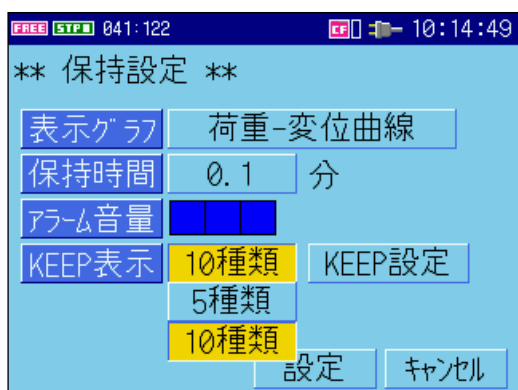 FREE STP 041:122 CF 10:14:49
** 保持設定 **
表示グラフ 荷重-変位曲線
保持時間 0.1 分
アラーム音量
KEEP表示 10種類 KEEP設定
5種類
10種類
設定 キャンセル